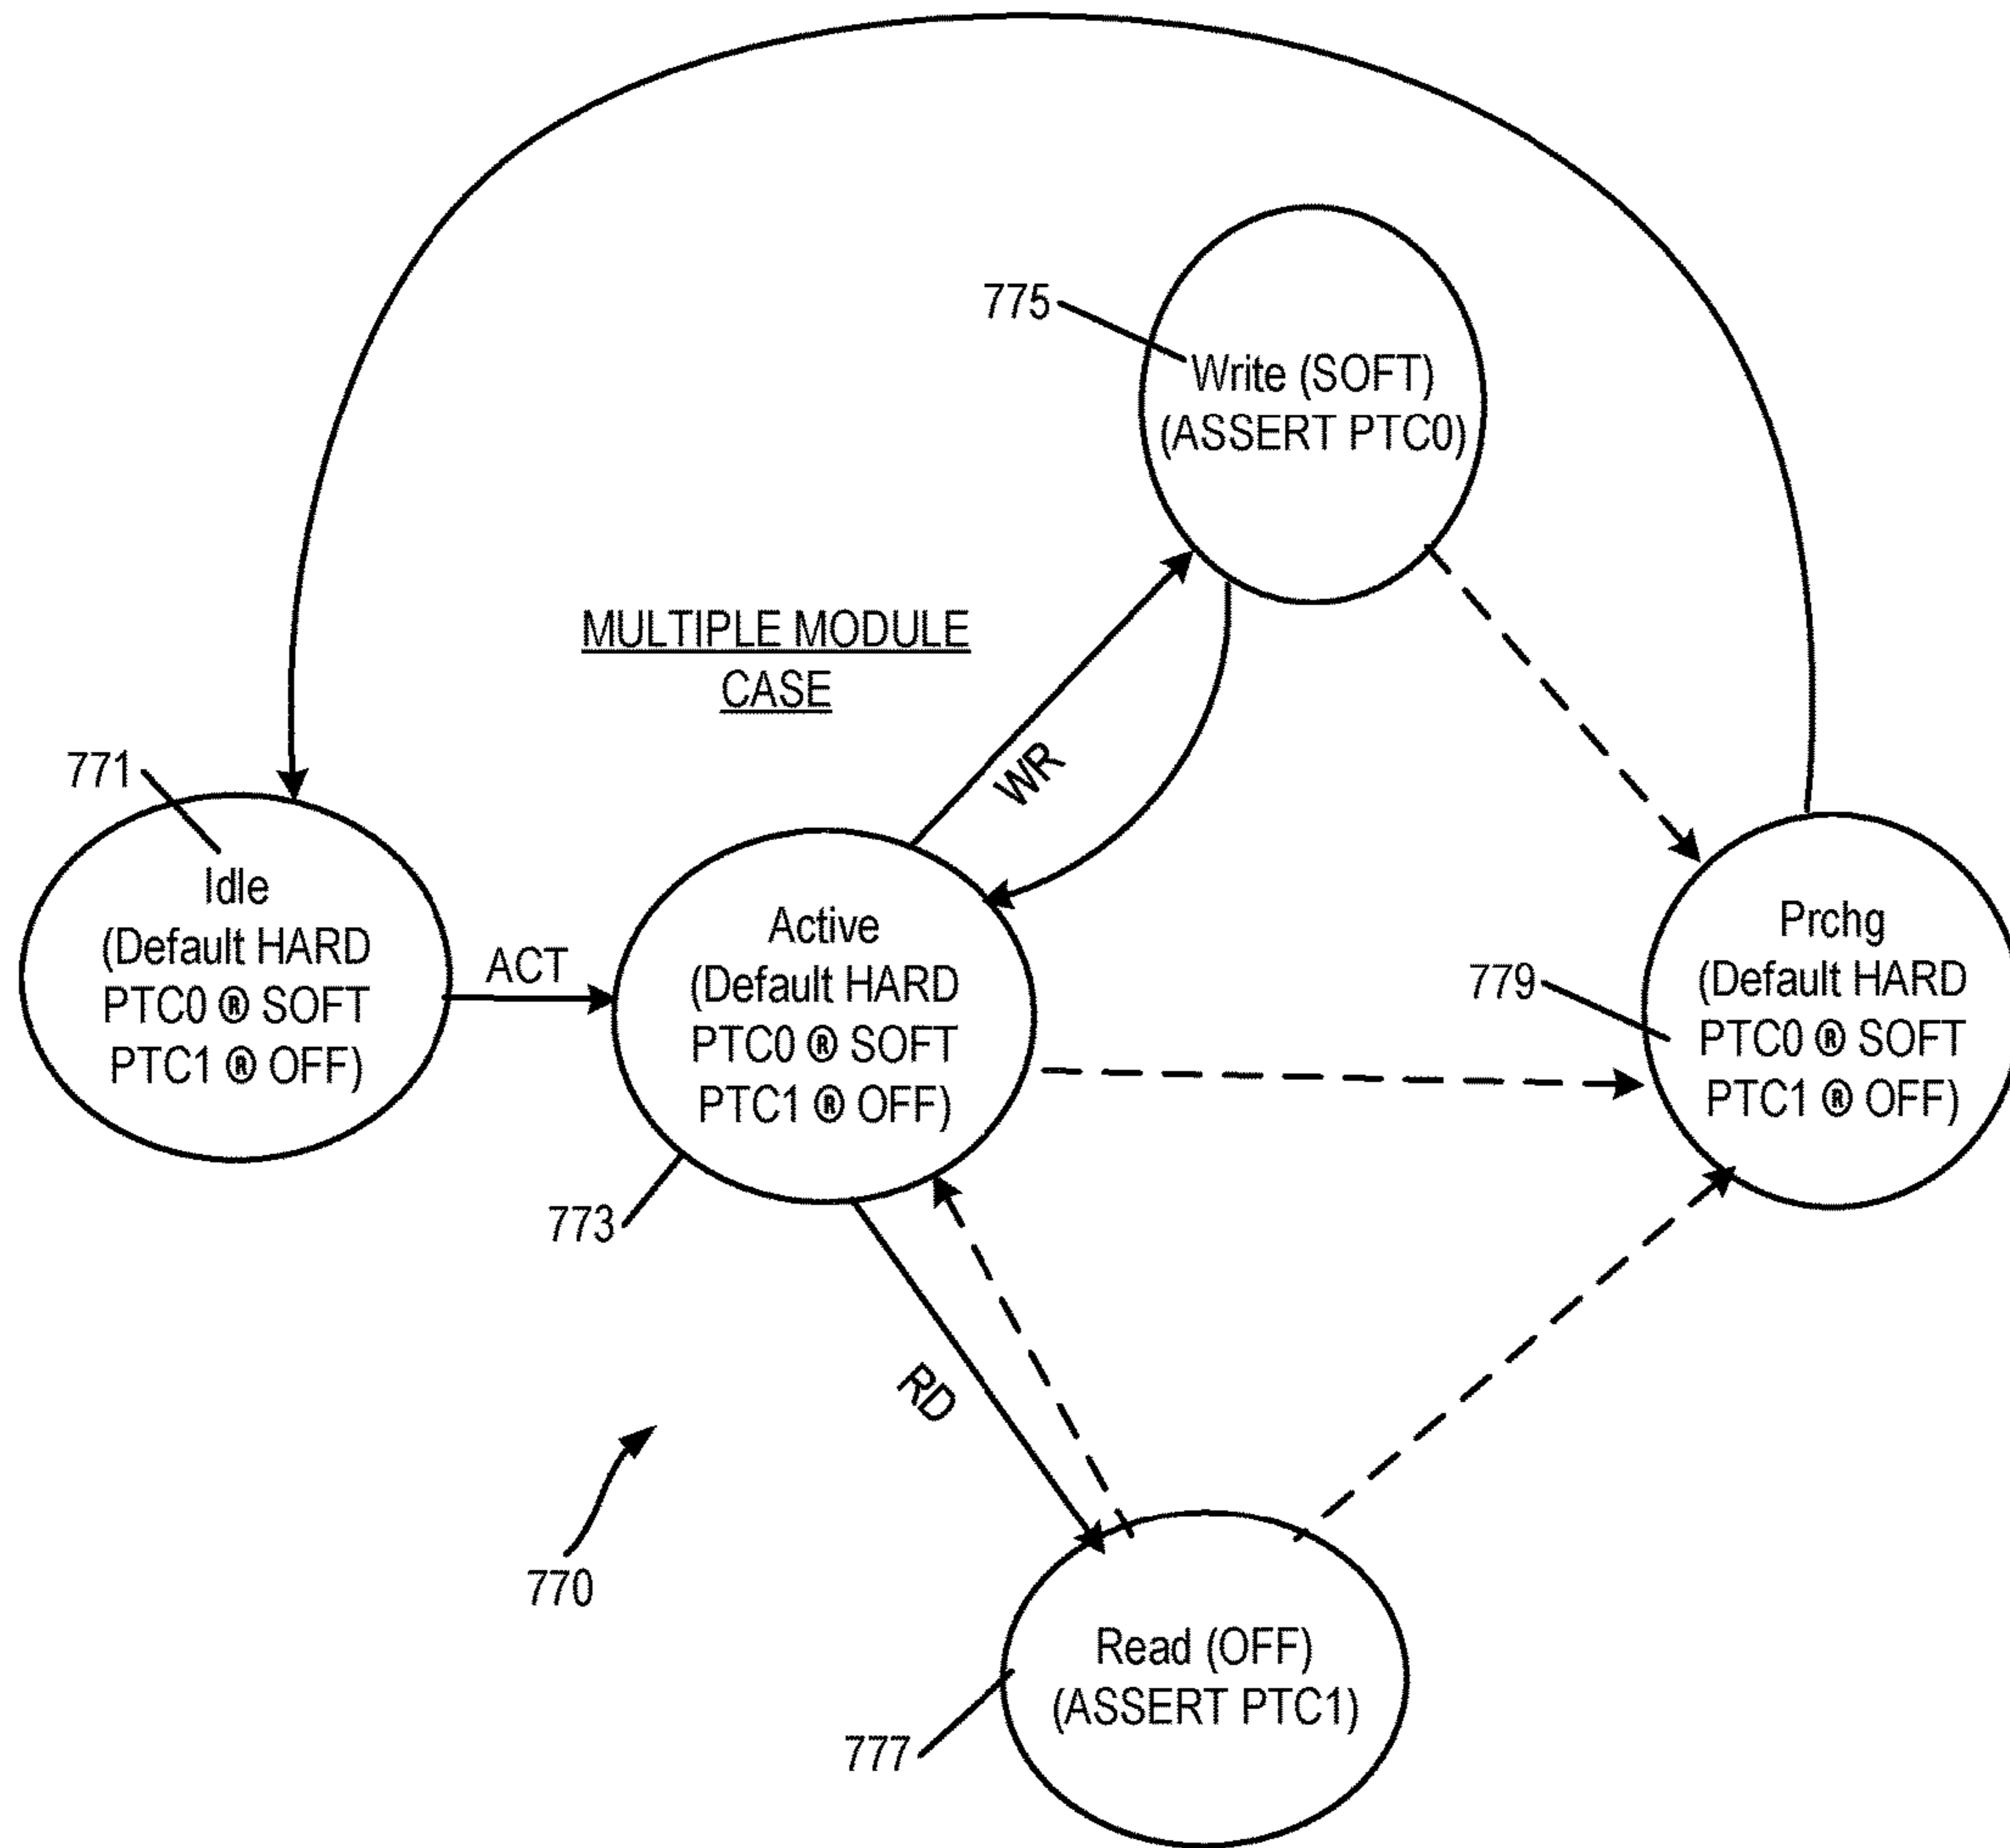 775
Write (SOFT)
(ASSERT PTC0)
MULTIPLE MODULE
CASE
WR
771
Idle
(Default HARD
PTC0 ® SOFT
PTC1 ® OFF)
ACT
Active
(Default HARD
PTC0 ® SOFT
PTC1 ® OFF)
773
Prchg
(Default HARD
PTC0 ® SOFT
PTC1 ® OFF)
779
RD
770
Read (OFF)
(ASSERT PTC1)
777